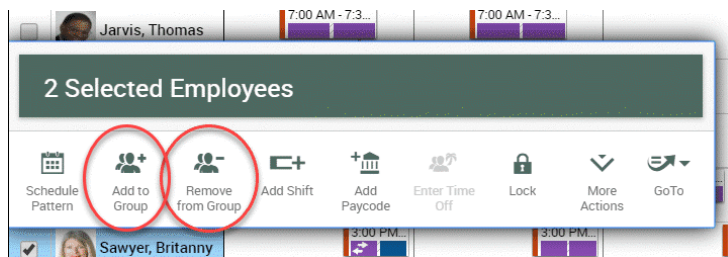 Jarvis, Thomas
7:00 AM - 7:3...
7:00 AM - 7:3...
2 Selected Employees
Schedule
Pattern
Add to
Group
Remove
from Group
Add Shift
Add
Paycode
Enter Time
Off
Lock
More
Actions
GoTo
Sawyer, Britanny
3:00 PM...
3:00 PM...